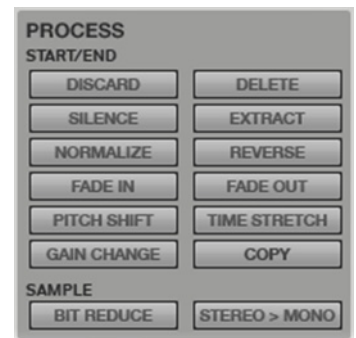 PROCESS
START/END
DISCARD DELETE
SILENCE EXTRACT
NORMALIZE REVERSE
FADE IN FADE OUT
PITCH SHIFT TIME STRETCH
GAIN CHANGE COPY
SAMPLE
BIT REDUCE STEREO > MONO